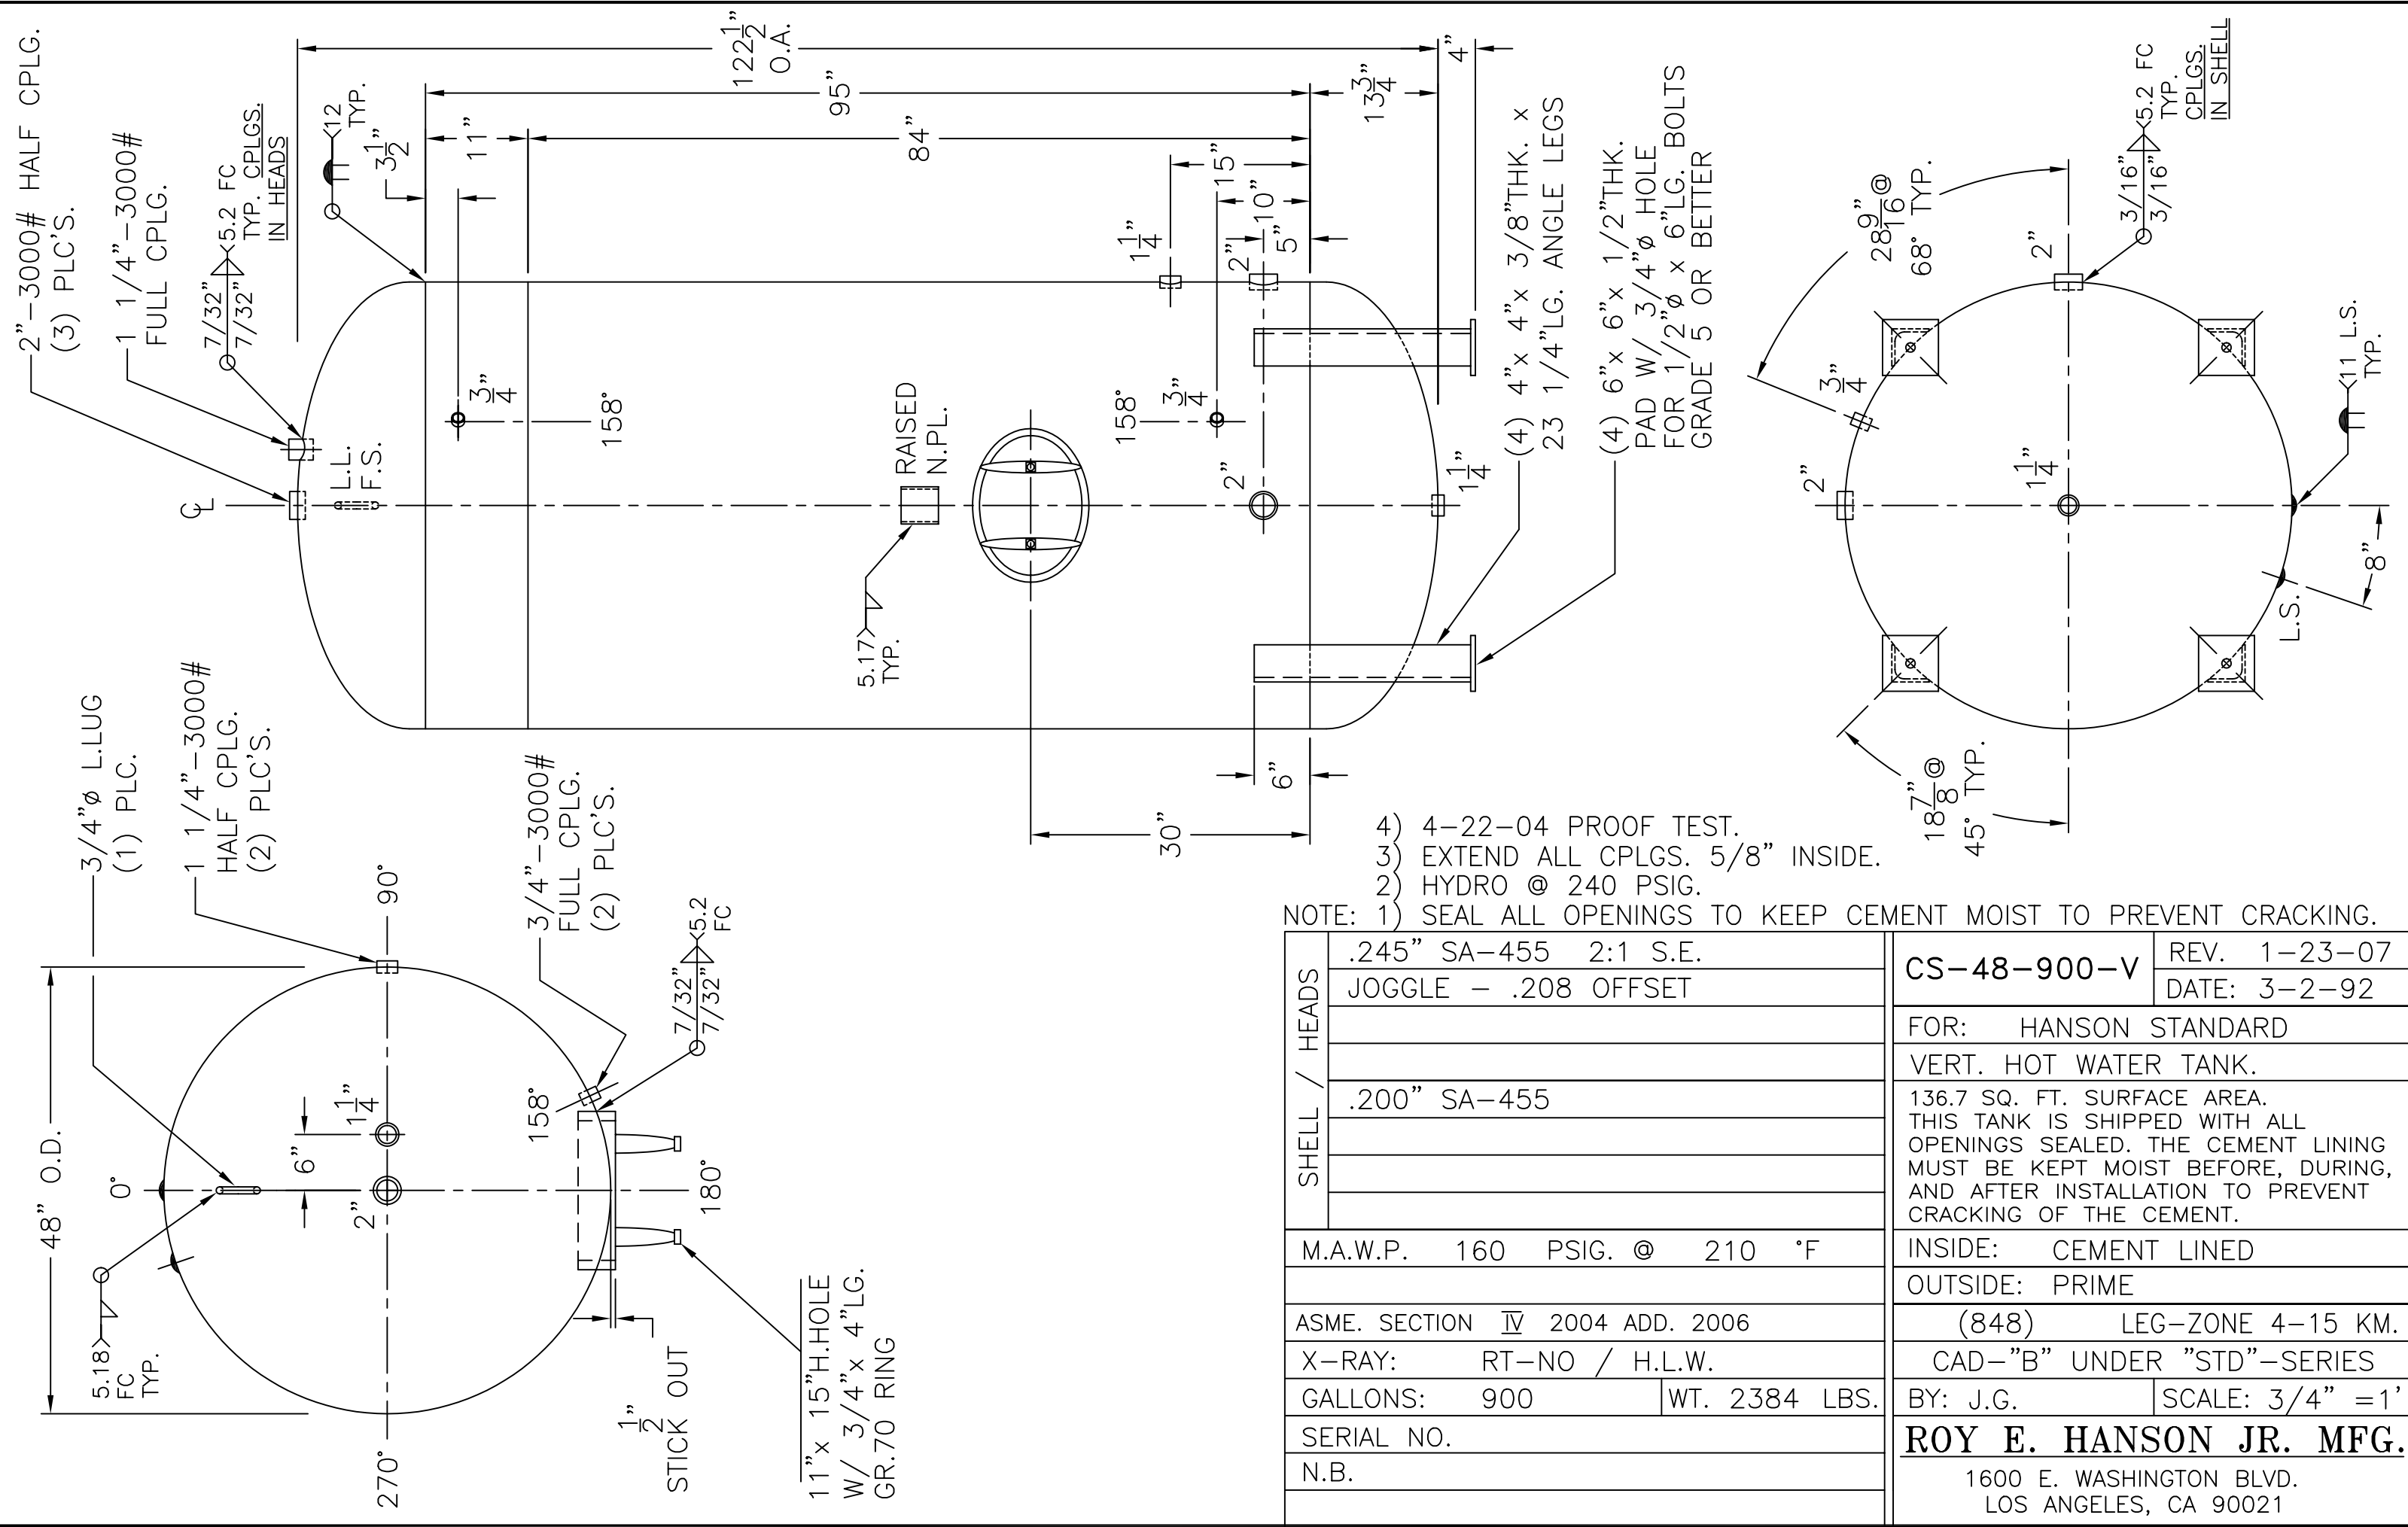 2"-3000# HALF CPLG.
(3) PLC'S.
1 1/4"-3000#
FULL CPLG.
7/32"
7/32"
5.2 FC
TYP. CPLGS.
IN HEADS
12
TYP.
3 1/2"
11"
95"
84"
122 1/2"
O.A.
13 3/4"
4"
15"
10"
5"
1 1/4"
2"
℄
L.L.
F.S.
3/4"
158°
RAISED
N.PL.
5.17
TYP.
158°
3/4"
2"
1 1/4"
6"
30"
(4) 4"x 4"x 3/8"THK. x
23 1/4"LG. ANGLE LEGS
(4) 6"x 6"x 1/2"THK.
PAD W/ 3/4"ø HOLE
FOR 1/2"ø x 6"LG. BOLTS
GRADE 5 OR BETTER
28 9/16" @
68° TYP.
3/4"
2"
2"
1 1/4"
3/16"
3/16"
5.2 FC
TYP.
CPLGS.
IN SHELL
11 L.S.
TYP.
L.S.
8"
18 7/8" @
45° TYP.
3/4"ø L.LUG
(1) PLC.
1 1/4"-3000#
HALF CPLG.
(2) PLC'S.
3/4"-3000#
FULL CPLG.
(2) PLC'S.
7/32"
7/32"
5.2
FC
48" O.D.
0°
90°
180°
270°
158°
6"
1 1/4"
2"
5.18
FC
TYP.
1/2"
STICK OUT
11"x 15"H.HOLE
W/ 3/4"x 4"LG.
GR.70 RING
4) 4-22-04 PROOF TEST.
3) EXTEND ALL CPLGS. 5/8" INSIDE.
2) HYDRO @ 240 PSIG.
NOTE: 1) SEAL ALL OPENINGS TO KEEP CEMENT MOIST TO PREVENT CRACKING.
SHELL / HEADS
.245" SA-455 2:1 S.E.
JOGGLE - .208 OFFSET
.200" SA-455
M.A.W.P. 160 PSIG. @ 210 °F
ASME. SECTION IV 2004 ADD. 2006
X-RAY: RT-NO / H.L.W.
GALLONS: 900 WT. 2384 LBS.
SERIAL NO.
N.B.
CS-48-900-V
REV. 1-23-07
DATE: 3-2-92
FOR: HANSON STANDARD
VERT. HOT WATER TANK.
136.7 SQ. FT. SURFACE AREA.
THIS TANK IS SHIPPED WITH ALL
OPENINGS SEALED. THE CEMENT LINING
MUST BE KEPT MOIST BEFORE, DURING,
AND AFTER INSTALLATION TO PREVENT
CRACKING OF THE CEMENT.
INSIDE: CEMENT LINED
OUTSIDE: PRIME
(848) LEG-ZONE 4-15 KM.
CAD-"B" UNDER "STD"-SERIES
BY: J.G. SCALE: 3/4" =1'
ROY E. HANSON JR. MFG.
1600 E. WASHINGTON BLVD.
LOS ANGELES, CA 90021